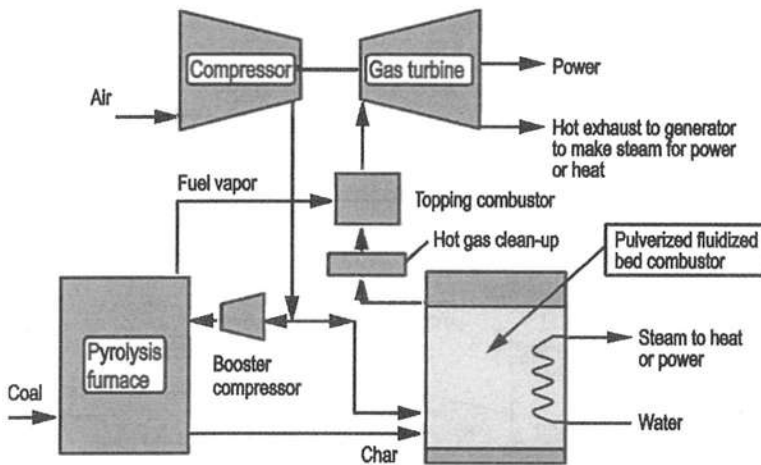 Compressor
Gas turbine
Power
Air
Hot exhaust to generator
to make steam for power
or heat
Fuel vapor
Topping combustor
Hot gas clean-up
Pulverized fluidized
bed combustor
Pyrolysis
furnace
Booster
compressor
Steam to heat
or power
Coal
Water
Char